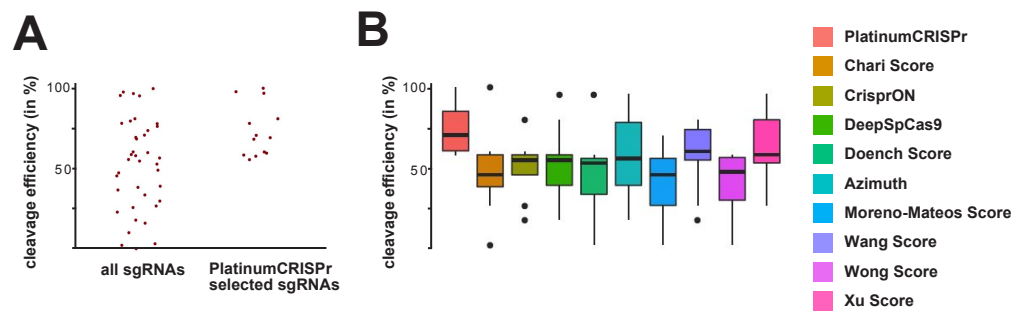 A
cleavage efficiency (in %)
100
50
all sgRNAs
PlatinumCRISPr
selected sgRNAs
B
cleavage efficiency (in %)
100
50
PlatinumCRISPr
Chari Score
CrisprON
DeepSpCas9
Doench Score
Azimuth
Moreno-Mateos Score
Wang Score
Wong Score
Xu Score